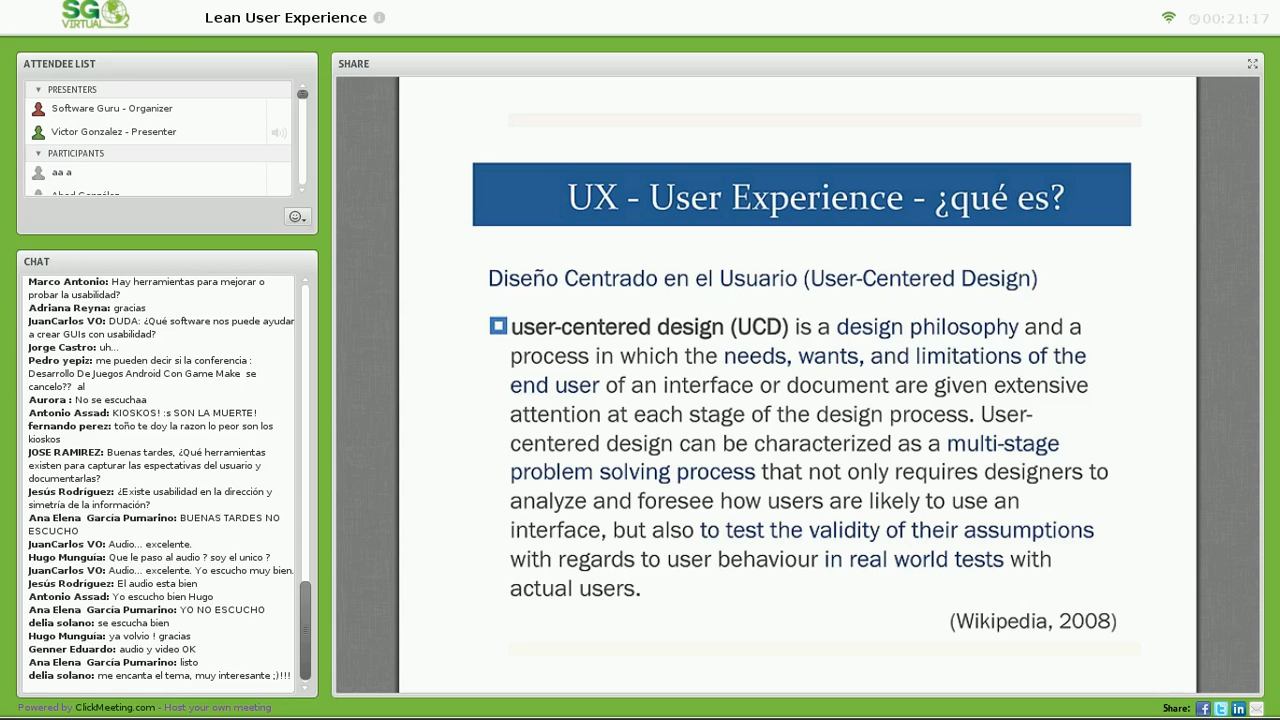 SG
VIRTUAL
Lean User Experience
00:21:17
ATTENDEE LIST
PRESENTERS
Software Guru - Organizer
Victor Gonzalez - Presenter
PARTICIPANTS
aa a
CHAT
Marco Antonio: Hay herramientas para mejorar o
probar la usabilidad?
Adriana Reyna: gracias
JuanCarlos VO: DUDA: ¿Qué software nos puede ayudar
a crear GUIs con usabilidad?
Jorge Castro: uh...
Pedro yepiz: me pueden decir si la conferencia :
Desarrollo De Juegos Android Con Game Make se
cancelo?? al
Aurora : No se escuchaa
Antonio Assad: KIOSKOS! :s SON LA MUERTE!
fernando perez: toño te doy la razon lo peor son los
kioskos
JOSE RAMIREZ: Buenas tardes, ¿Qué herramientas
existen para capturar las espectativas del usuario y
documentarlas?
Jesús Rodríguez: ¿Existe usabilidad en la dirección y
simetría de la información?
Ana Elena García Pumarino: BUENAS TARDES NO
ESCUCHO
JuanCarlos VO: Audio... excelente.
Hugo Munguía: Que le paso al audio ? soy el unico ?
JuanCarlos VO: Audio... excelente. Yo escucho muy bien.
Jesús Rodríguez: El audio esta bien
Antonio Assad: Yo escucho bien Hugo
Ana Elena García Pumarino: YO NO ESCUCHO
delia solano: se escucha bien
Hugo Munguía: ya volvio ! gracias
Genner Eduardo: audio y video OK
Ana Elena García Pumarino: listo
delia solano: me encanta el tema, muy interesante ;)!!!
SHARE
UX - User Experience - ¿qué es?
Diseño Centrado en el Usuario (User-Centered Design)
user-centered design (UCD) is a design philosophy and a
process in which the needs, wants, and limitations of the
end user of an interface or document are given extensive
attention at each stage of the design process. User-
centered design can be characterized as a multi-stage
problem solving process that not only requires designers to
analyze and foresee how users are likely to use an
interface, but also to test the validity of their assumptions
with regards to user behaviour in real world tests with
actual users.
(Wikipedia, 2008)
Powered by ClickMeeting.com - Host your own meeting
Share: